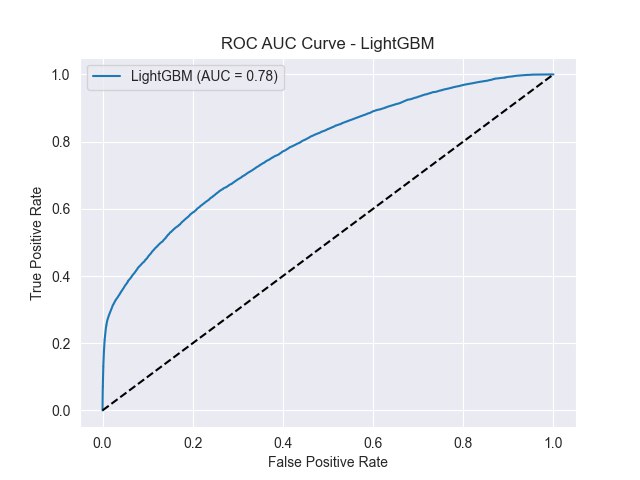 ROC AUC Curve - LightGBM
LightGBM (AUC = 0.78)
1.0
0.8
0.6
0.4
0.2
0.0
True Positive Rate
0.0 0.2 0.4 0.6 0.8 1.0
False Positive Rate